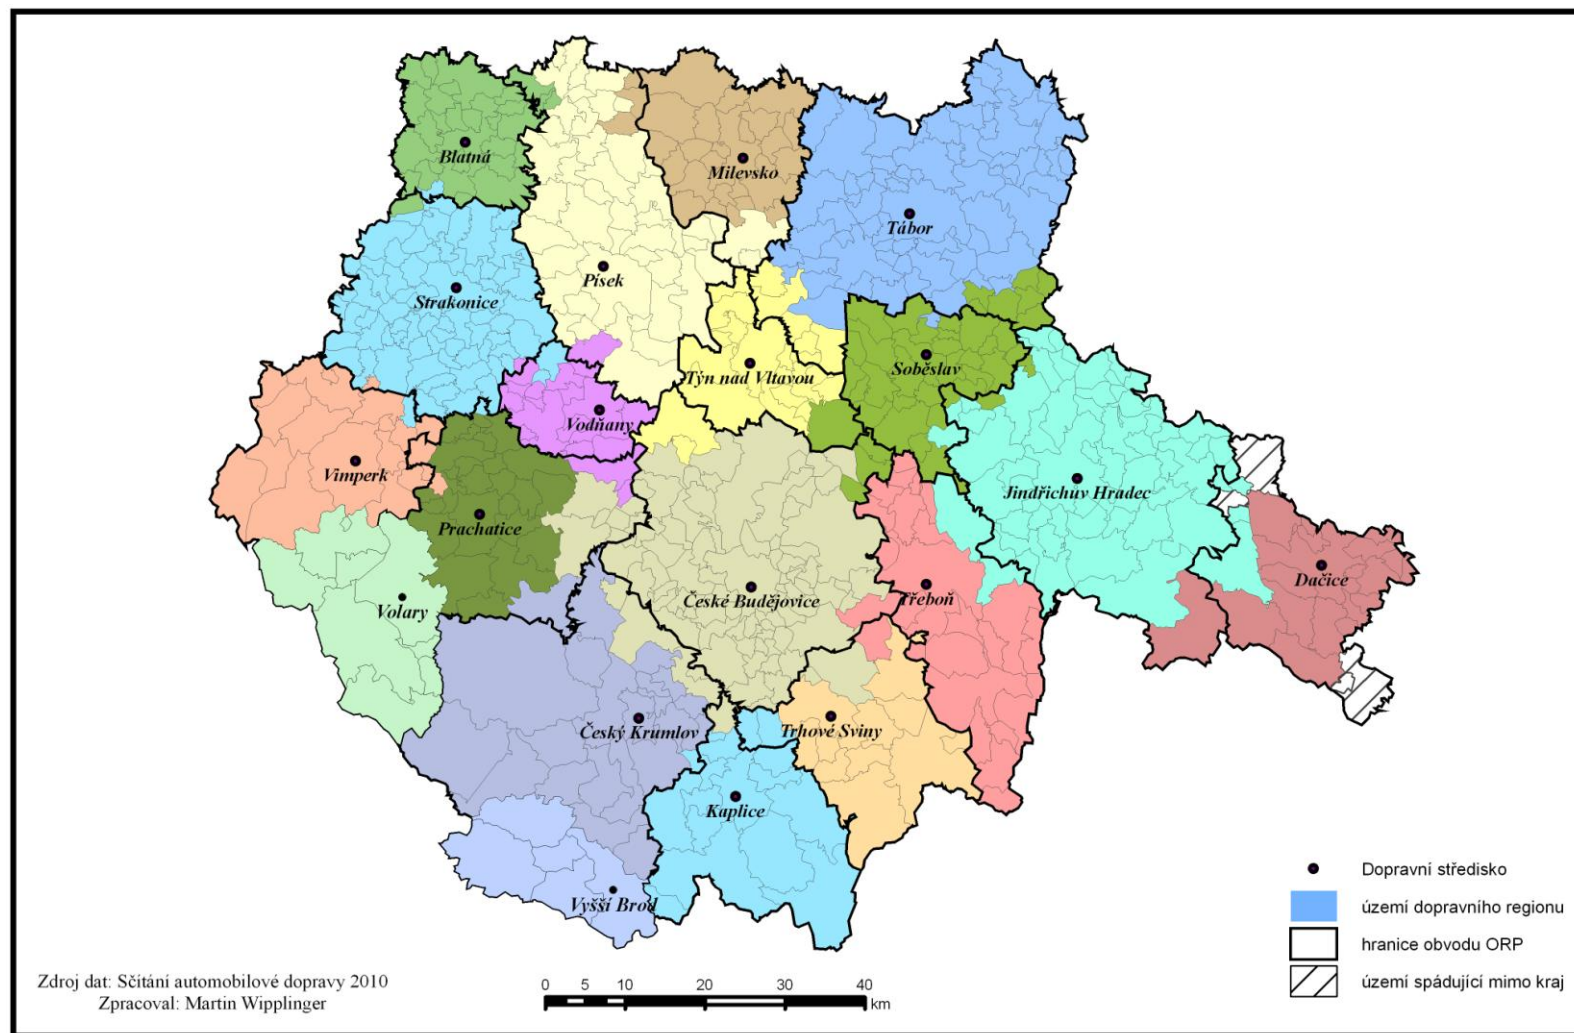 Blatná
Milevsko
Tábor
Písek
Strakonice
Soběslav
Týn nad Vltavou
Vodňany
Vimperk
Jindřichuv Hradec
Prachatice
Dačice
Volary
České Budějovice
Třeboň
Český Krumlov
Trhové Sviny
Kaplice
Vyšší Brod
Dopravní středisko
území dopravního regionu
hranice obvodu ORP
území spádující mimo kraj
Zdroj dat: Sčítání automobilové dopravy 2010
Zpracoval: Martin Wipplinger
0 5 10 20 30 40
km